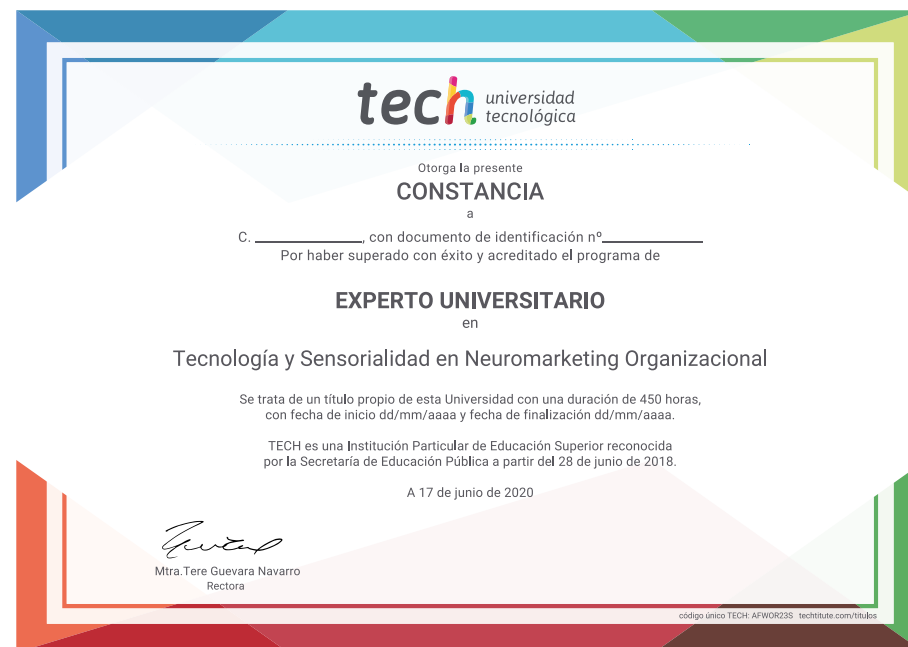 tech universidad
tecnológica
Otorga la presente
CONSTANCIA
a
C. ____________, con documento de identificación nº____________
Por haber superado con éxito y acreditado el programa de
EXPERTO UNIVERSITARIO
en
Tecnología y Sensorialidad en Neuromarketing Organizacional
Se trata de un título propio de esta Universidad con una duración de 450 horas,
con fecha de inicio dd/mm/aaaa y fecha de finalización dd/mm/aaaa.
TECH es una Institución Particular de Educación Superior reconocida
por la Secretaría de Educación Pública a partir del 28 de junio de 2018.
A 17 de junio de 2020
Mtra.Tere Guevara Navarro
Rectora
código único TECH: AFWOR23S techtitute.com/titulos